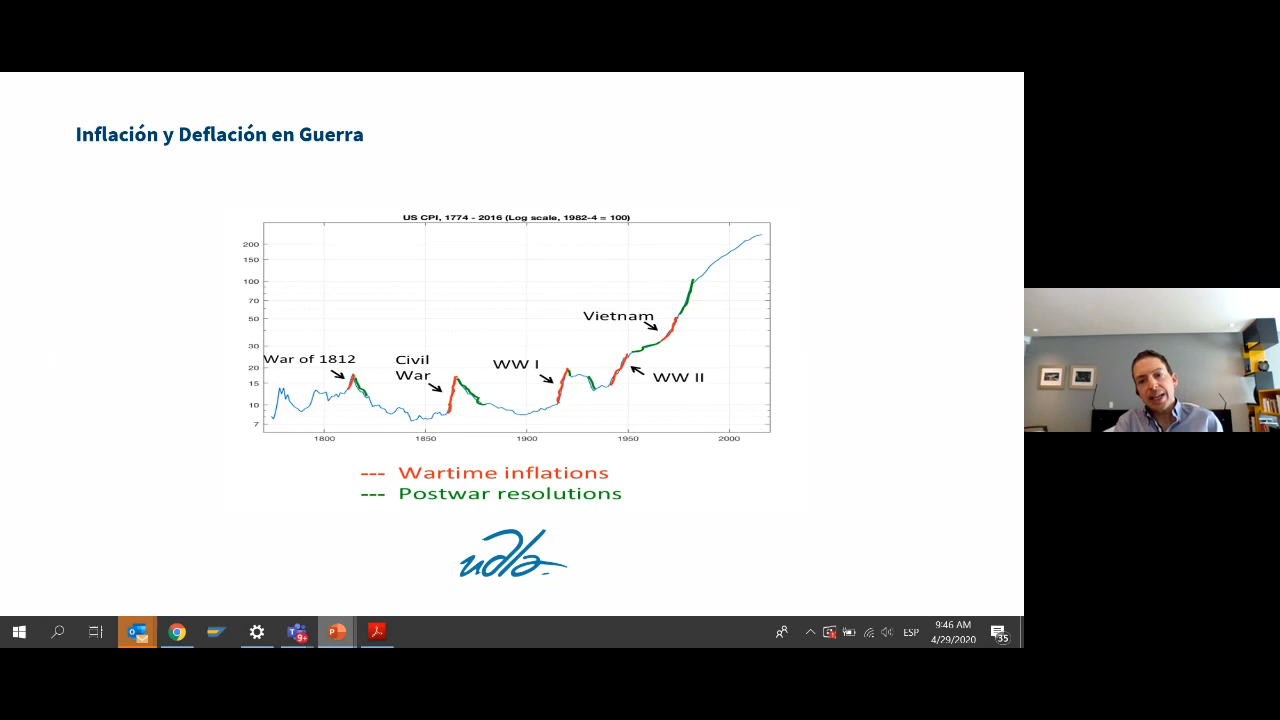 Inflación y Deflación en Guerra
US CPI, 1774 - 2016 (Log scale, 1982-4 = 100)
200
150
100
70
50
30
20
15
10
7
Vietnam
War of 1812
Civil
War
WW I
WW II
1800
1850
1900
1950
2000
--- Wartime inflations
--- Postwar resolutions
udla
9+
ESP
9:46 AM
4/29/2020
35